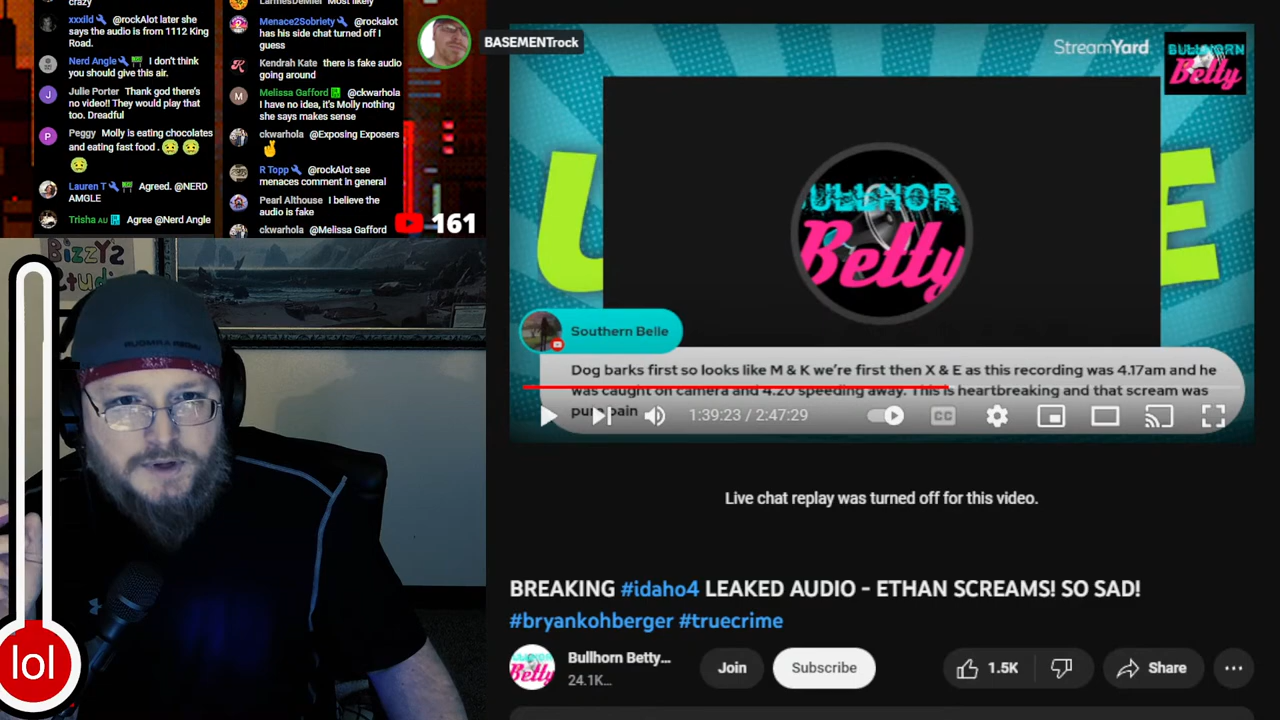 crazy
xxxild @rockAlot later she
says the audio is from 1112 King
Road.
Nerd Angle I don't think
you should give this air.
Julie Porter Thank god there's
no video!! They would play that
too. Dreadful
Peggy Molly is eating chocolates
and eating fast food .
Lauren T Agreed. @NERD
AMGLE
Trisha AU Agree @Nerd Angle
LarmesDeMier Most likely
Menace2Sobriety @rockalot
has his side chat turned off I
guess
Kendrah Kate there is fake audio
going around
Melissa Gafford @ckwarhola
I have no idea, it's Molly nothing
she says makes sense
ckwarhola @Exposing Exposers
R Topp @rockAlot see
menaces comment in general
Pearl Althouse I believe the
audio is fake
ckwarhola @Melissa Gafford
161
BASEMENTrock
BizzY's
lol
StreamYard
BULLHORN
Betty
U
E
ULLHOR
Betty
Southern Belle
Dog barks first so looks like M & K we're first then X & E as this recording was 4.17am and he
was caught on camera and 4.20 speeding away. This is heartbreaking and that scream was
pure pain
1:39:23 / 2:47:29
CC
Live chat replay was turned off for this video.
BREAKING #idaho4 LEAKED AUDIO - ETHAN SCREAMS! SO SAD!
#bryankohberger #truecrime
Bullhorn Betty...
24.1K...
Join
Subscribe
1.5K
Share